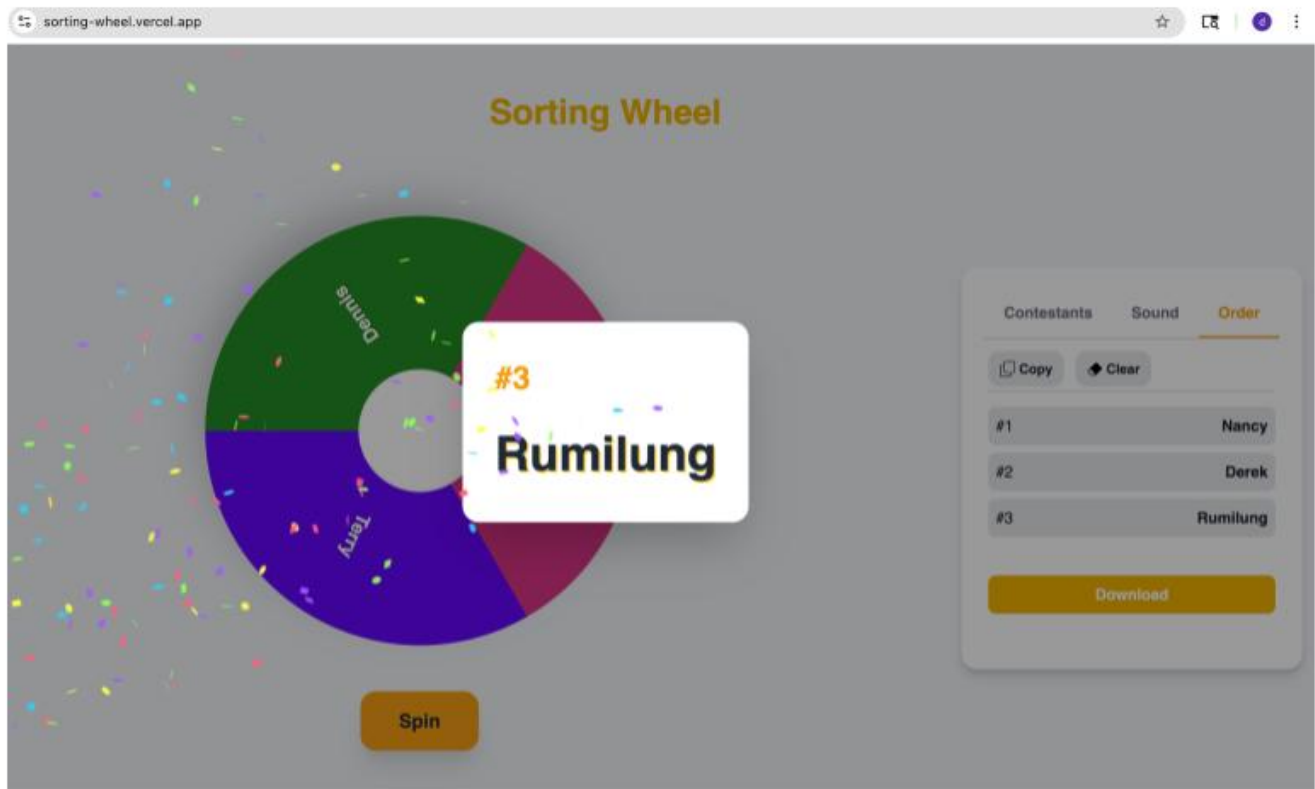 sorting-wheel.vercel.app
d
Sorting Wheel
Dennis
Terry
#3
Rumilung
Contestants Sound Order
Copy Clear
#1 Nancy
#2 Derek
#3 Rumilung
Download
Spin